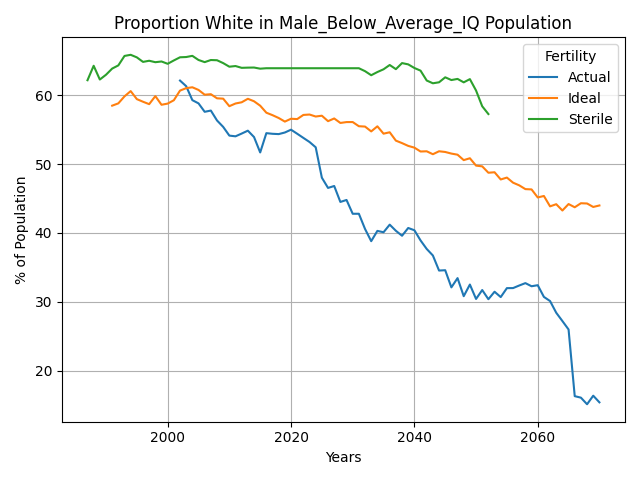 Proportion White in Male_Below_Average_IQ Population
Fertility
Actual
Ideal
Sterile
% of Population
60
50
40
30
20
2000 2020 2040 2060
Years